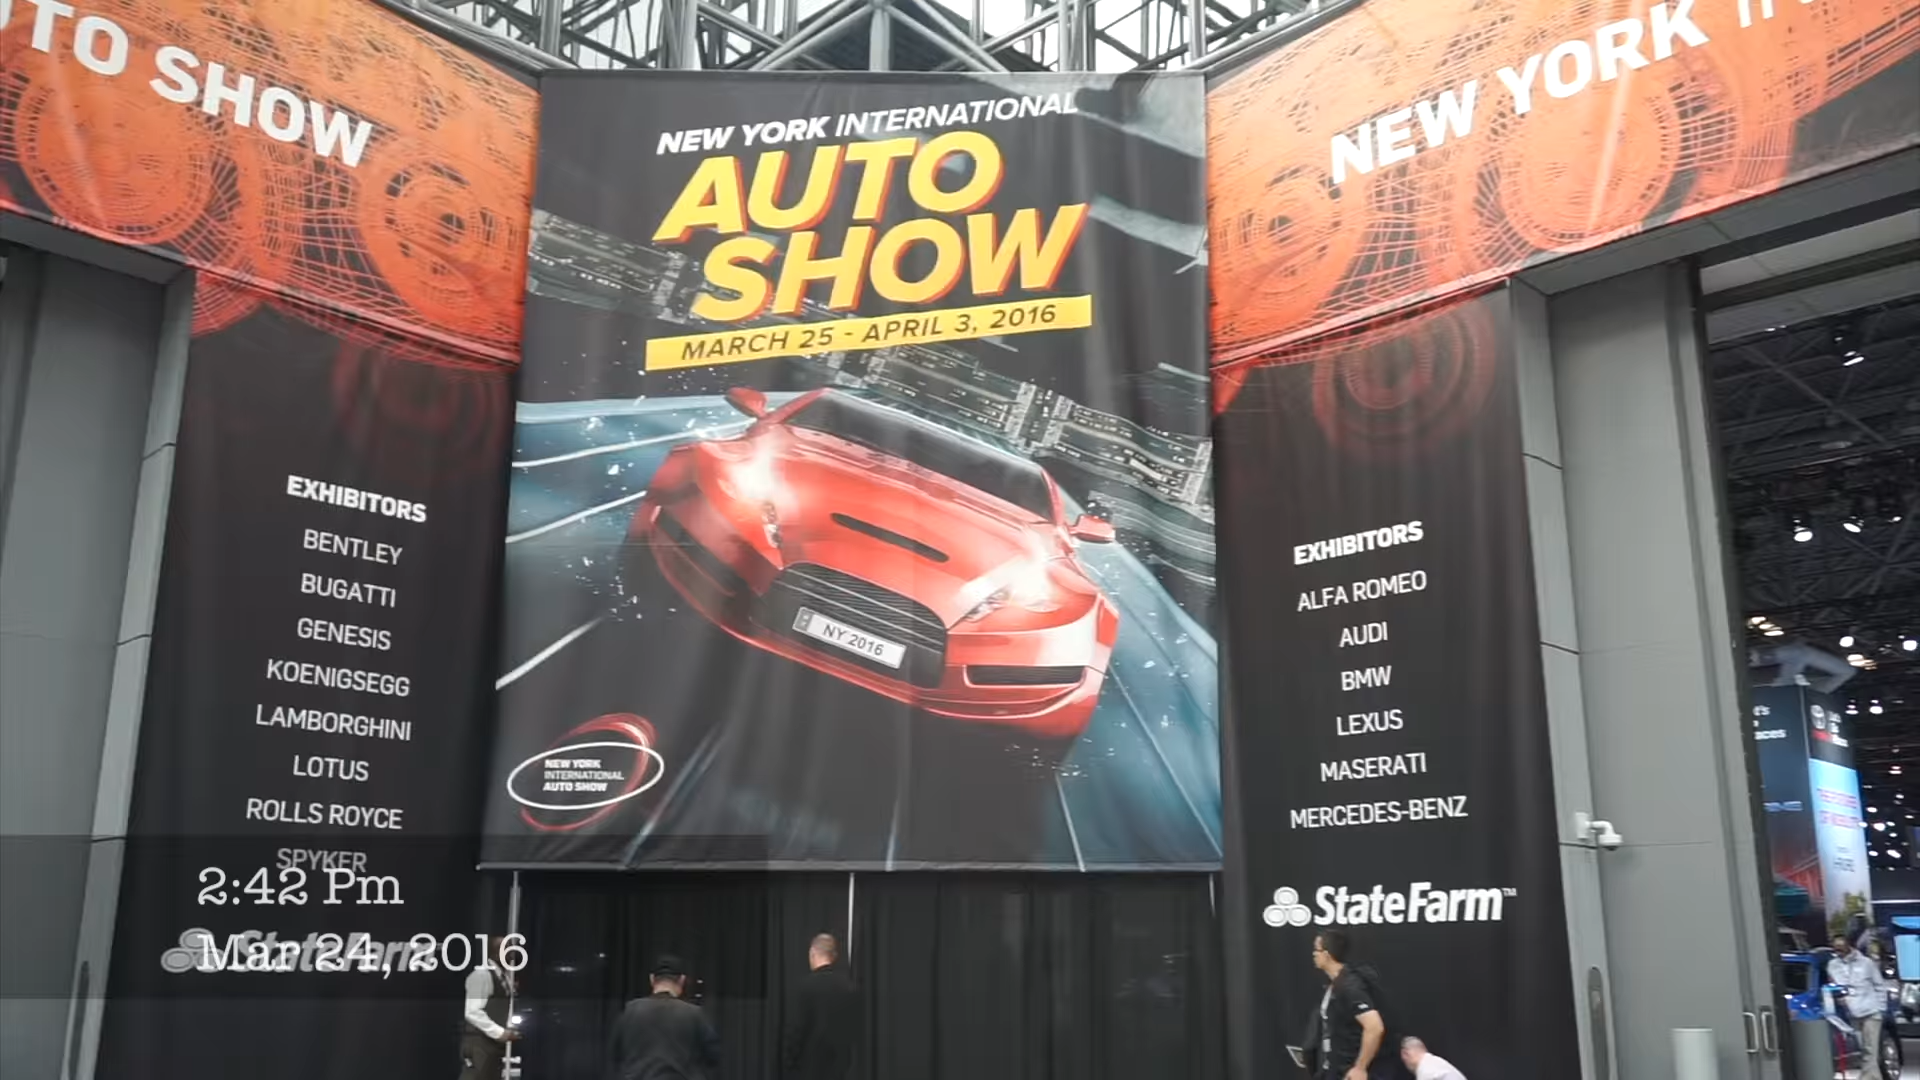 TO SHOW
NEW YORK
NEW YORK INTERNATIONAL
AUTO
SHOW
MARCH 25 - APRIL 3, 2016
NY 2016
NEW YORK
INTERNATIONAL
AUTO SHOW
EXHIBITORS
BENTLEY
BUGATTI
GENESIS
KOENIGSEGG
LAMBORGHINI
LOTUS
ROLLS ROYCE
SPYKER
StateFarm
EXHIBITORS
ALFA ROMEO
AUDI
BMW
LEXUS
MASERATI
MERCEDES-BENZ
StateFarm™
2:42 Pm
Mar 24, 2016